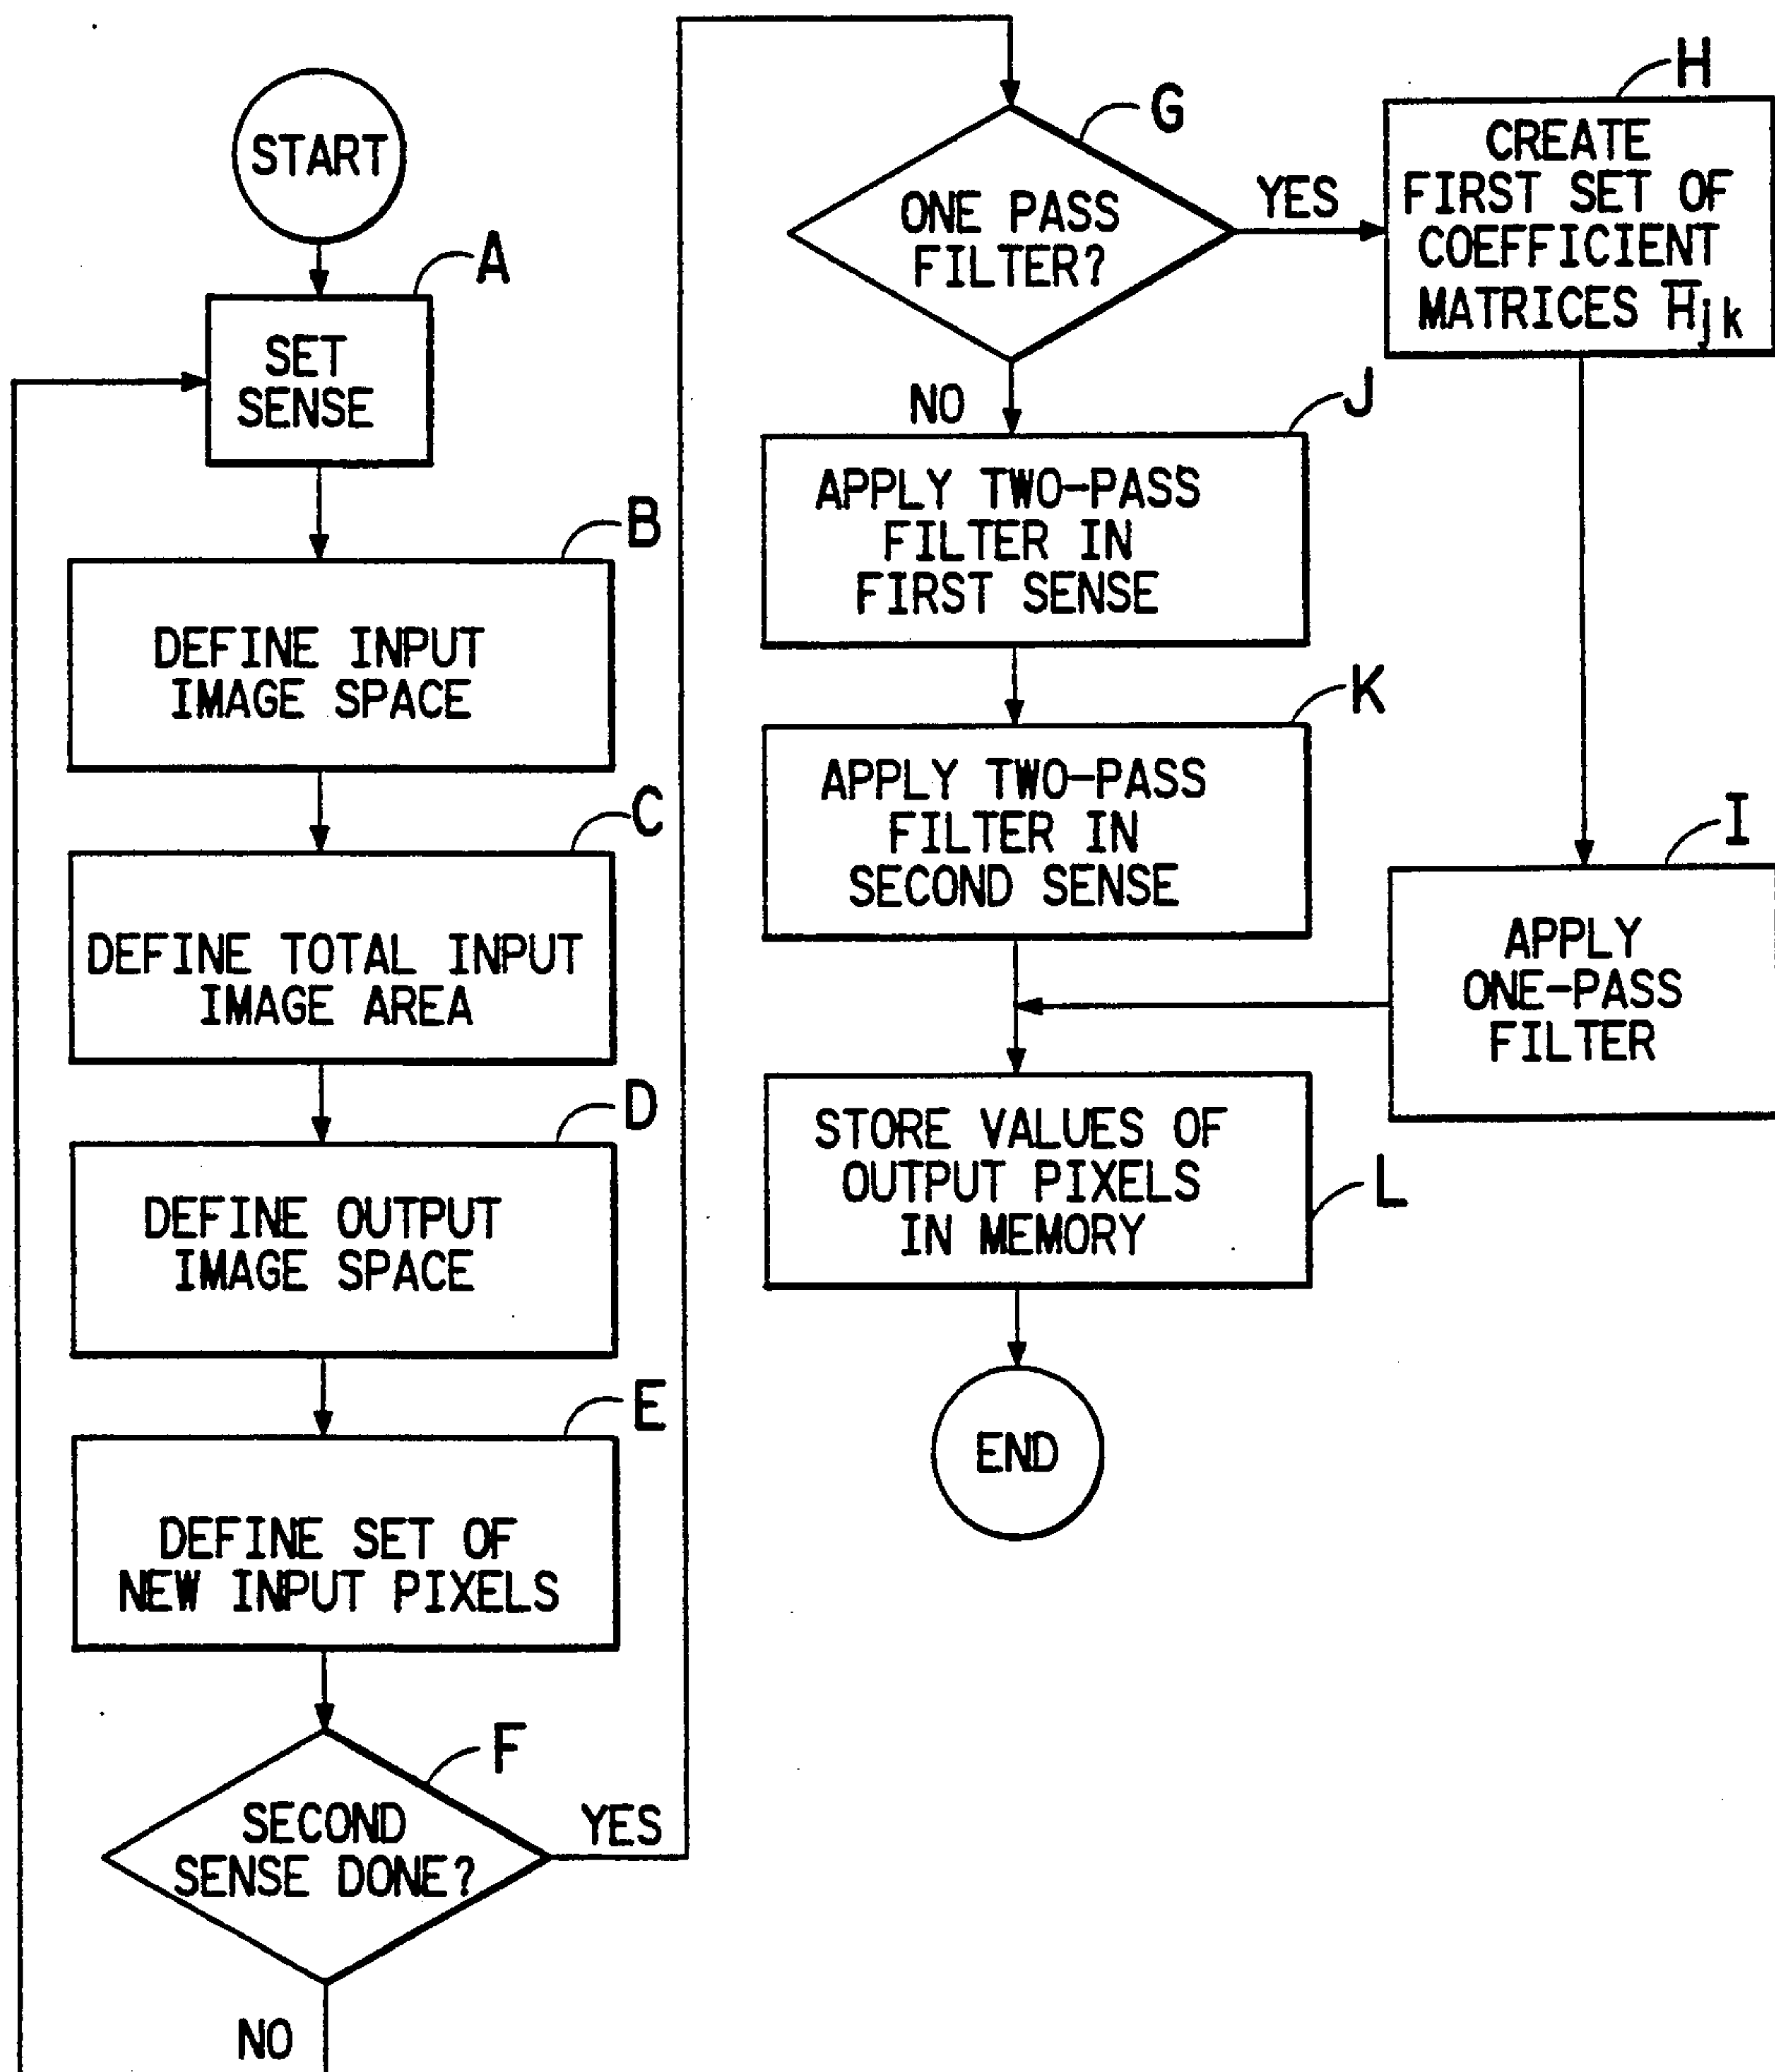 START
A
SET
SENSE
B
DEFINE INPUT
IMAGE SPACE
C
DEFINE TOTAL INPUT
IMAGE AREA
D
DEFINE OUTPUT
IMAGE SPACE
E
DEFINE SET OF
NEW INPUT PIXELS
F
SECOND
SENSE DONE?
YES
NO
G
ONE PASS
FILTER?
YES
NO
H
CREATE
FIRST SET OF
COEFFICIENT
MATRICES H̅jk
I
APPLY
ONE-PASS
FILTER
J
APPLY TWO-PASS
FILTER IN
FIRST SENSE
K
APPLY TWO-PASS
FILTER IN
SECOND SENSE
L
STORE VALUES OF
OUTPUT PIXELS
IN MEMORY
END